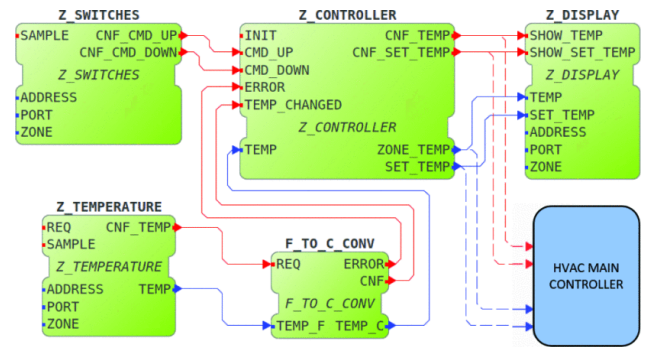 Z_SWITCHES
SAMPLE CNF_CMD_UP
CNF_CMD_DOWN
Z_SWITCHES
ADDRESS
PORT
ZONE
Z_CONTROLLER
INIT CNF_TEMP
CMD_UP CNF_SET_TEMP
CMD_DOWN
ERROR
TEMP_CHANGED
Z_CONTROLLER
TEMP ZONE_TEMP
SET_TEMP
Z_DISPLAY
SHOW_TEMP
SHOW_SET_TEMP
Z_DISPLAY
TEMP
SET_TEMP
ADDRESS
PORT
ZONE
Z_TEMPERATURE
REQ CNF_TEMP
SAMPLE
Z_TEMPERATURE
ADDRESS TEMP
PORT
ZONE
F_TO_C_CONV
REQ ERROR
CNF
F_TO_C_CONV
TEMP_F TEMP_C
HVAC MAIN
CONTROLLER